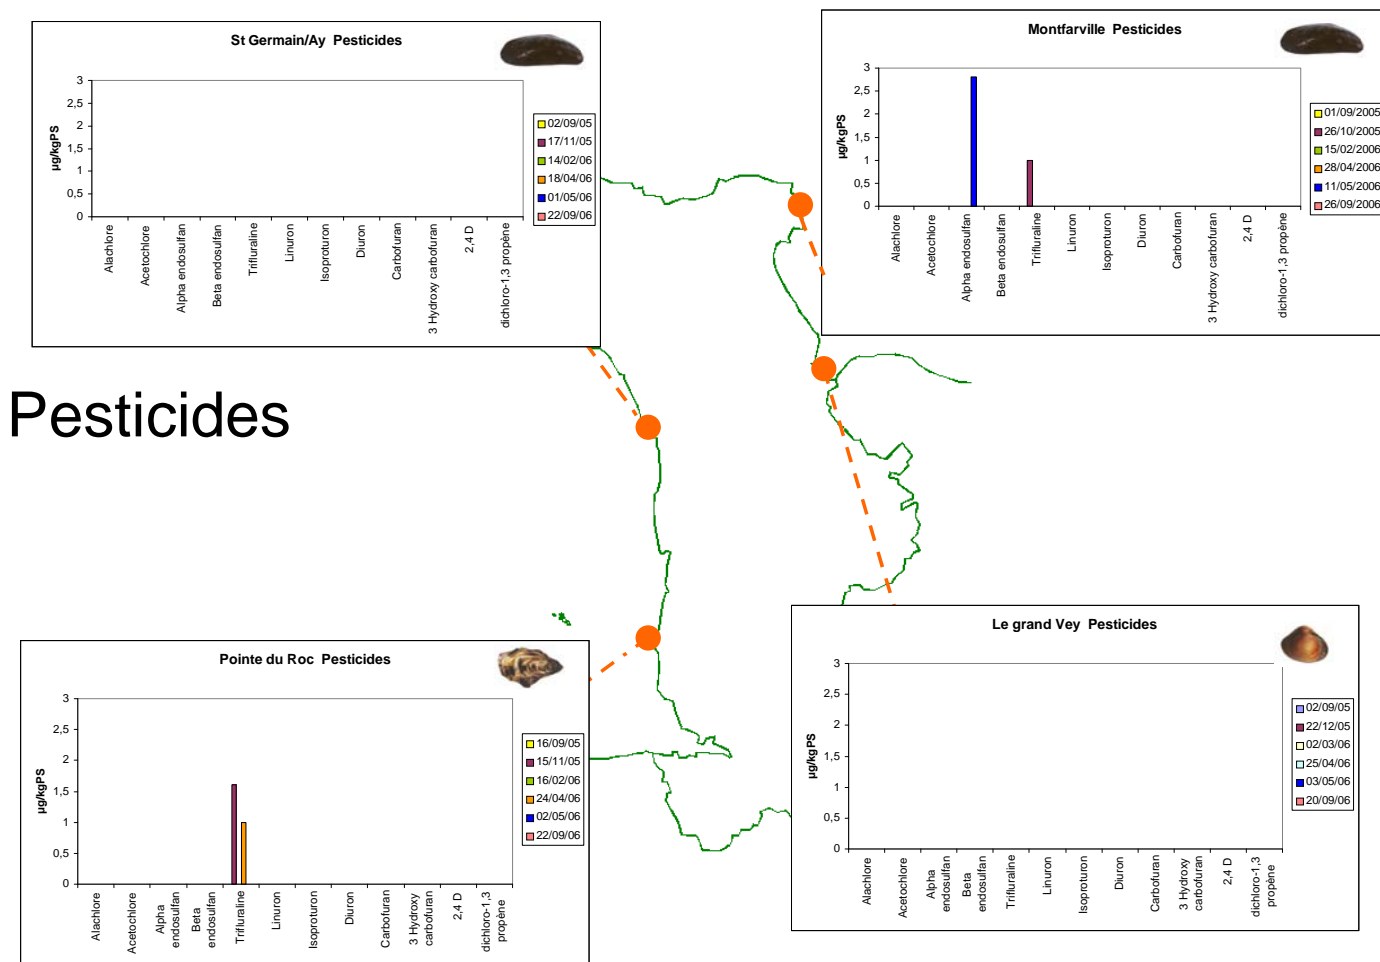 St Germain/Ay  Pesticides
µg/kgPS
3
2,5
2
1,5
1
0,5
0
Alachlore
Acetochlore
Alpha endosulfan
Beta endosulfan
Trifluraline
Linuron
Isoproturon
Diuron
Carbofuran
3 Hydroxy carbofuran
2,4 D
dichloro-1,3 propène
02/09/05
17/11/05
14/02/06
18/04/06
01/05/06
22/09/06
Montfarville  Pesticides
µg/kgPS
3
2,5
2
1,5
1
0,5
0
Alachlore
Acetochlore
Alpha endosulfan
Beta endosulfan
Trifluraline
Linuron
Isoproturon
Diuron
Carbofuran
3 Hydroxy carbofuran
2,4 D
dichloro-1,3 propène
01/09/2005
26/10/2005
15/02/2006
28/04/2006
11/05/2006
26/09/2006
Pesticides
Pointe du Roc  Pesticides
µg/kgPS
3
2,5
2
1,5
1
0,5
0
Alachlore
Acetochlore
Alpha
endosulfan
Beta
endosulfan
Trifluraline
Linuron
Isoproturon
Diuron
Carbofuran
3 Hydroxy
carbofuran
2,4 D
dichloro-1,3
propène
16/09/05
15/11/05
16/02/06
24/04/06
02/05/06
22/09/06
Le grand Vey  Pesticides
µg/kgPS
3
2,5
2
1,5
1
0,5
0
Alachlore
Acetochlore
Alpha
endosulfan
Beta
endosulfan
Trifluraline
Linuron
Isoproturon
Diuron
Carbofuran
3 Hydroxy
carbofuran
2,4 D
dichloro-1,3
propène
02/09/05
22/12/05
02/03/06
25/04/06
03/05/06
20/09/06